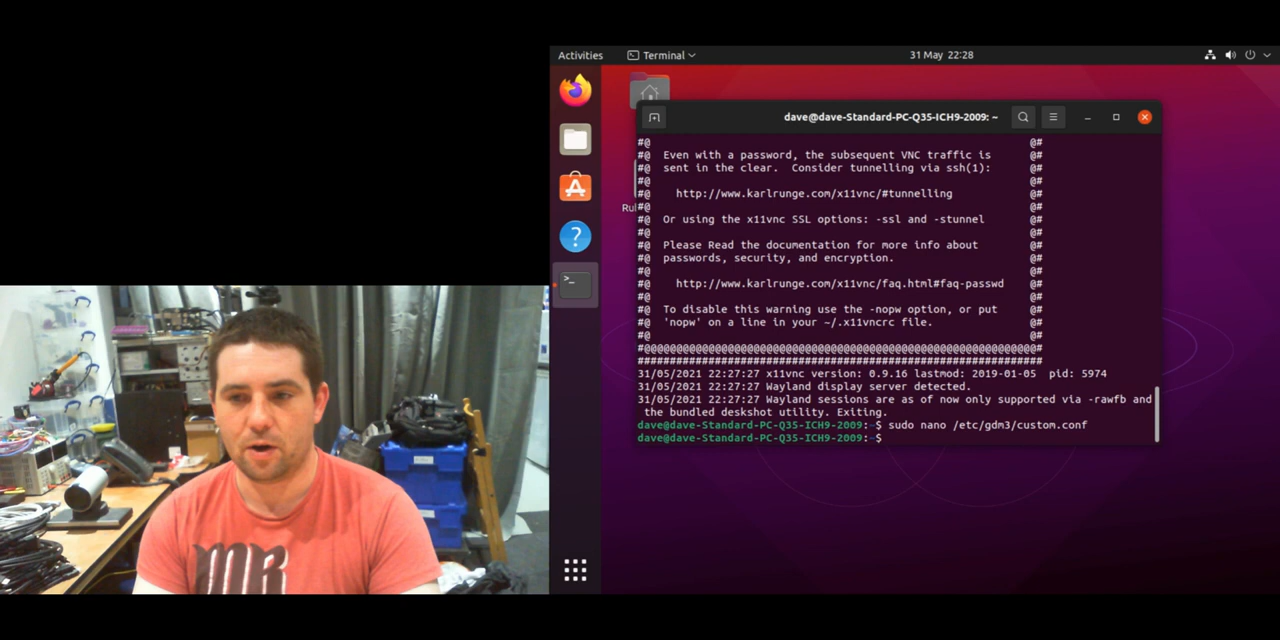 Activities
Terminal
31 May 22:28
dave@dave-Standard-PC-Q35-ICH9-2009: ~
#@ @#
#@ Even with a password, the subsequent VNC traffic is @#
#@ sent in the clear. Consider tunnelling via ssh(1): @#
#@ @#
#@ http://www.karlrunge.com/x11vnc/#tunnelling @#
#@ @#
#@ Or using the x11vnc SSL options: -ssl and -stunnel @#
#@ @#
#@ Please Read the documentation for more info about @#
#@ passwords, security, and encryption. @#
#@ @#
#@ http://www.karlrunge.com/x11vnc/faq.html#faq-passwd @#
#@ @#
#@ To disable this warning use the -nopw option, or put @#
#@ 'nopw' on a line in your ~/.x11vncrc file. @#
#@ @#
#@@@@@@@@@@@@@@@@@@@@@@@@@@@@@@@@@@@@@@@@@@@@@@@@@@@@@@@@@@@@@#
###############################################################
31/05/2021 22:27:27 x11vnc version: 0.9.16 lastmod: 2019-01-05 pid: 5974
31/05/2021 22:27:27 Wayland display server detected.
31/05/2021 22:27:27 Wayland sessions are as of now only supported via -rawfb and
the bundled deskshot utility. Exiting.
dave@dave-Standard-PC-Q35-ICH9-2009:~$ sudo nano /etc/gdm3/custom.conf
dave@dave-Standard-PC-Q35-ICH9-2009:~$
Ru
MR